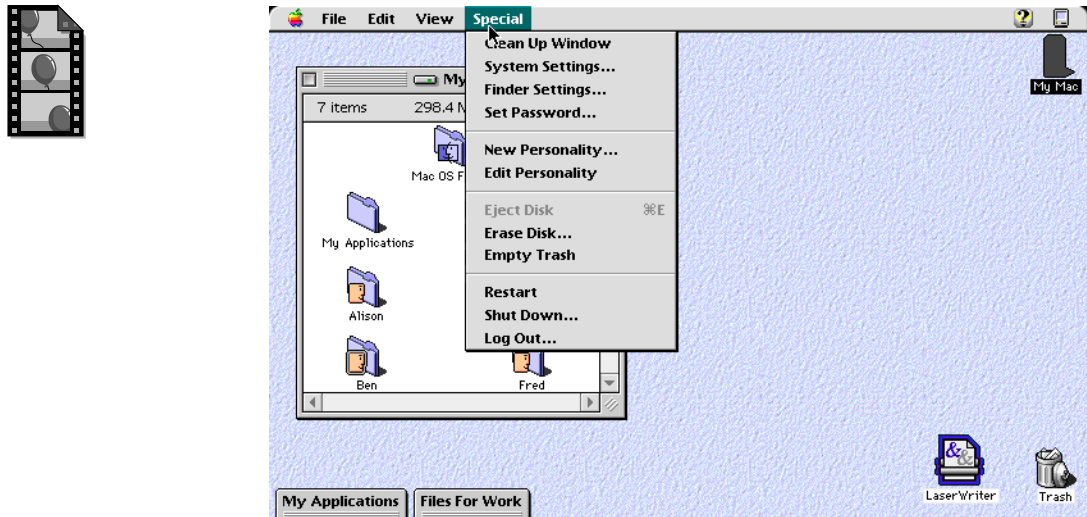 File Edit View Special
My Mac
Clean Up Window
System Settings...
Finder Settings...
Set Password...
New Personality...
Edit Personality
Eject Disk ⌘E
Erase Disk...
Empty Trash
Restart
Shut Down...
Log Out...
My
7 items 298.4 M
Mac OS F
My Applications
Alison
Ben
Fred
LaserWriter
Trash
My Applications
Files For Work